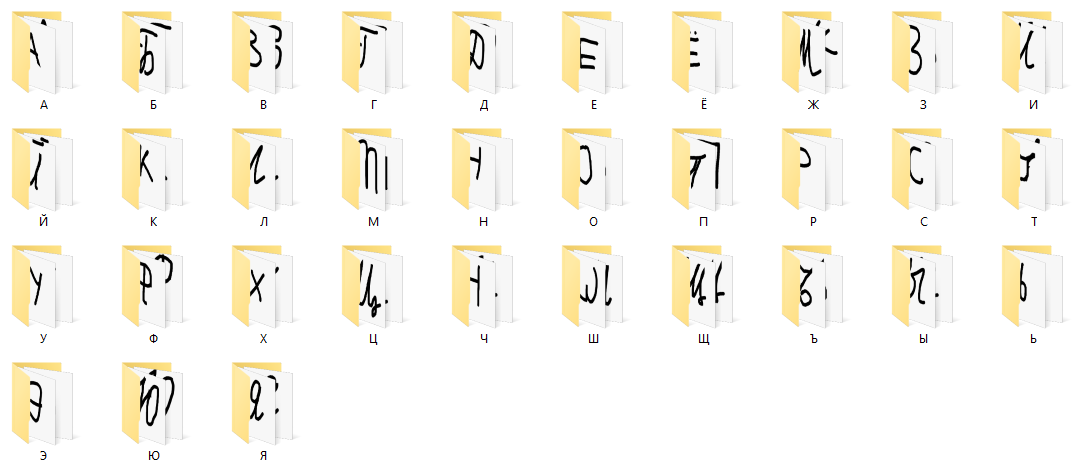 А Б В Г Д Е Ё Ж З И
Й К Л М Н О П Р С Т
У Ф Х Ц Ч Ш Щ Ъ Ы Ь
Э Ю Я